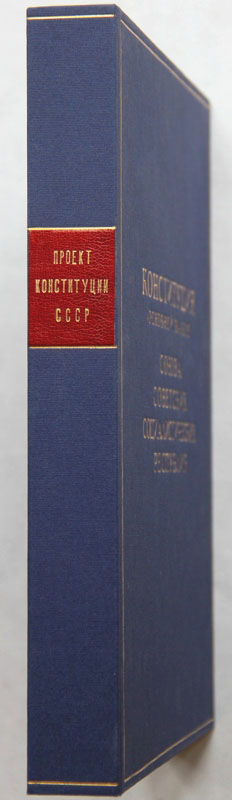 ПРОЕКТ
КОНСТИТУЦИИ
СССР
КОНСТИТУЦИЯ
СОЮЗА
СОВЕТСКИХ
СОЦИАЛИСТИЧЕСКИХ
РЕСПУБЛИК